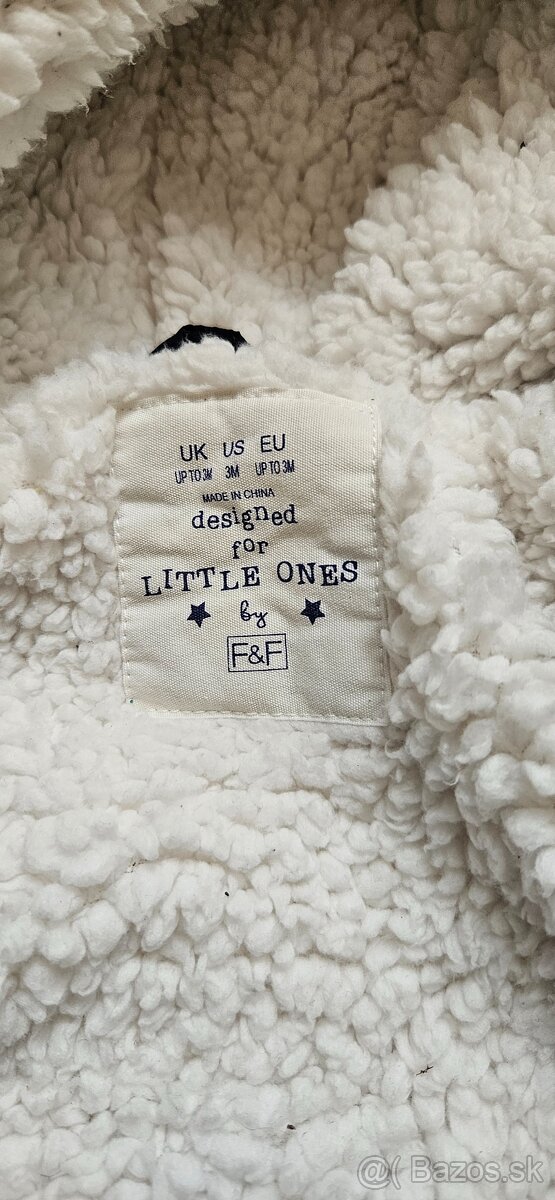 UK US EU
UP TO 3M 3M UP TO 3M
MADE IN CHINA
designed
for
LITTLE ONES
by
F&F
@( Bazos.sk